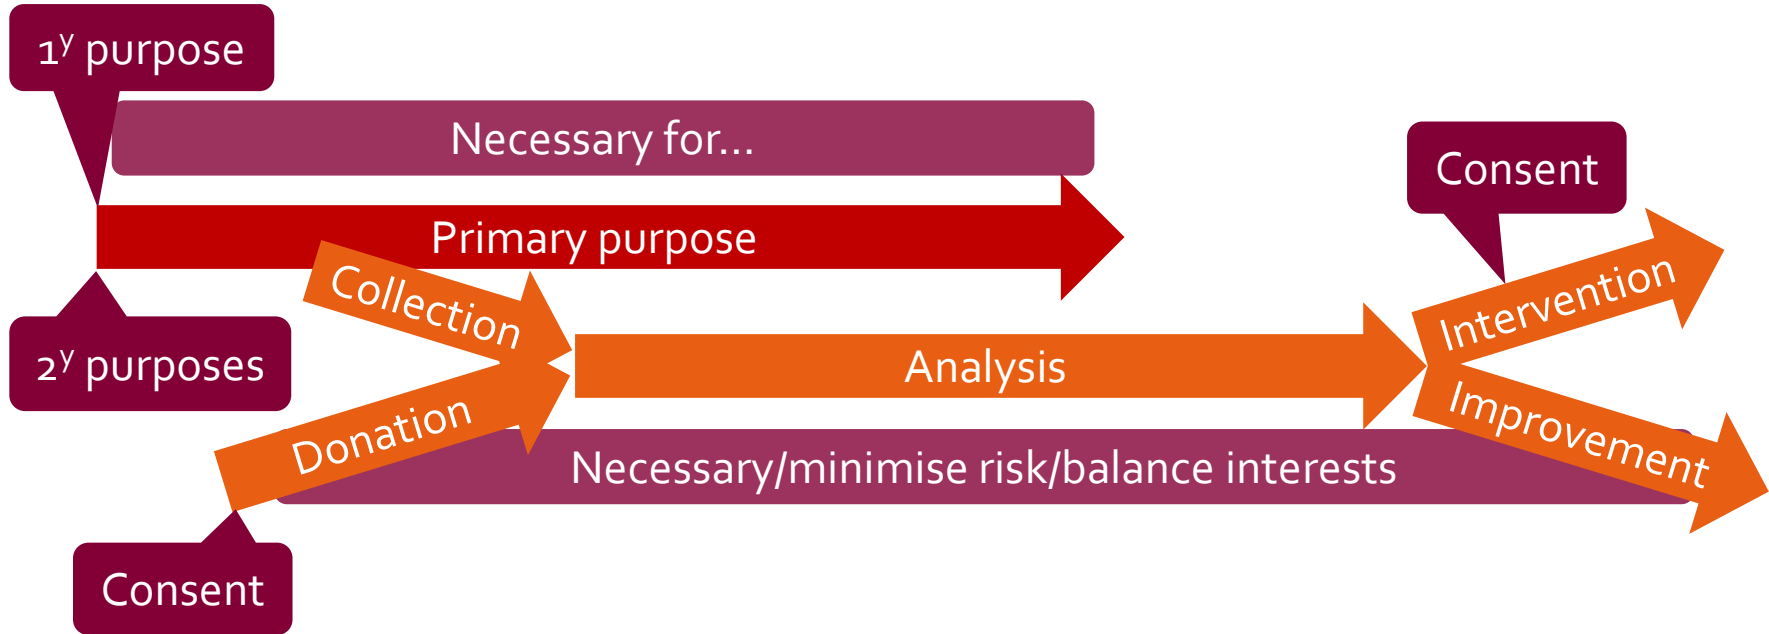 1ʸ purpose
Necessary for...
Consent
Primary purpose
Collection
Intervention
2ʸ purposes
Analysis
Donation
Improvement
Necessary/minimise risk/balance interests
Consent